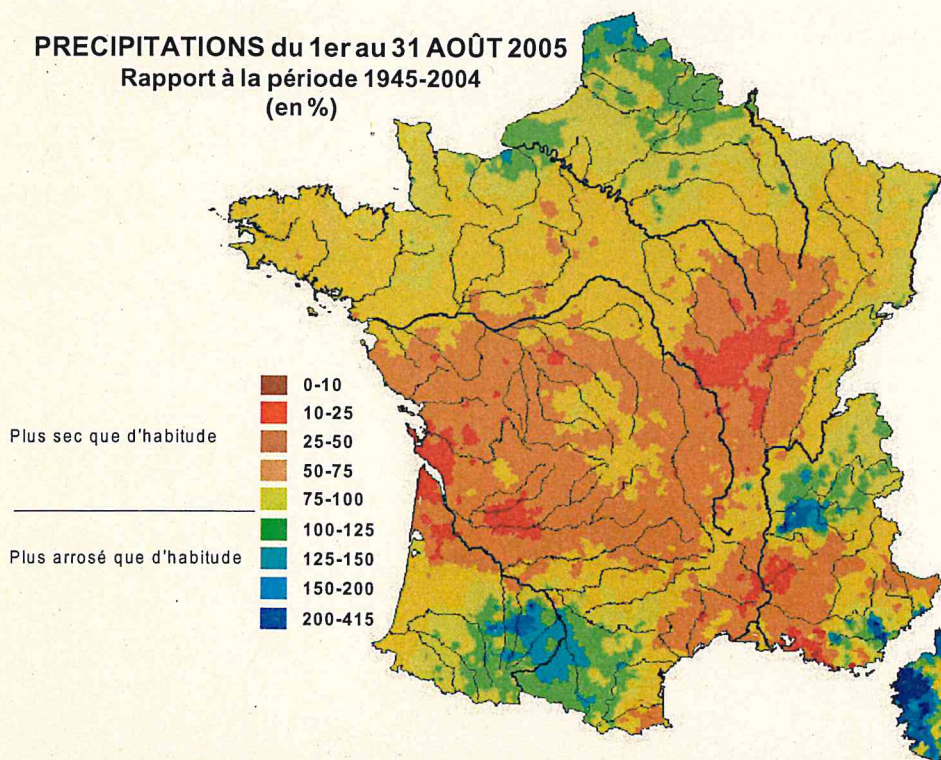 PRECIPITATIONS du 1er au 31 AOÛT 2005
Rapport à la période 1945-2004
(en %)
0-10
10-25
Plus sec que d'habitude
25-50
50-75
75-100
100-125
Plus arrosé que d'habitude
125-150
150-200
200-415